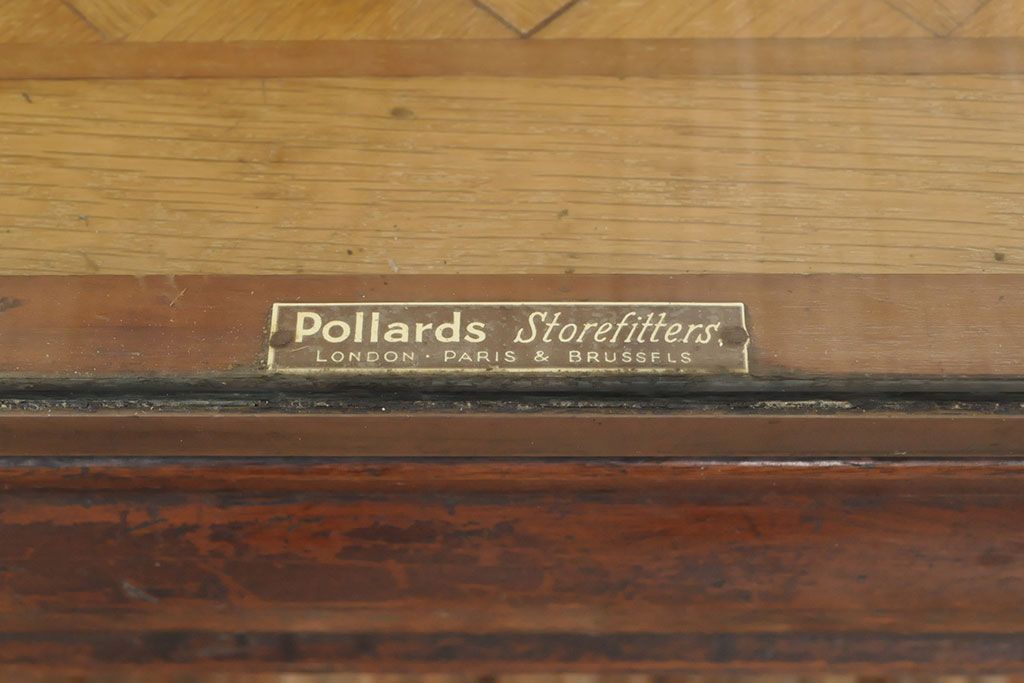 Pollards Storefitters.
LONDON · PARIS & BRUSSELS